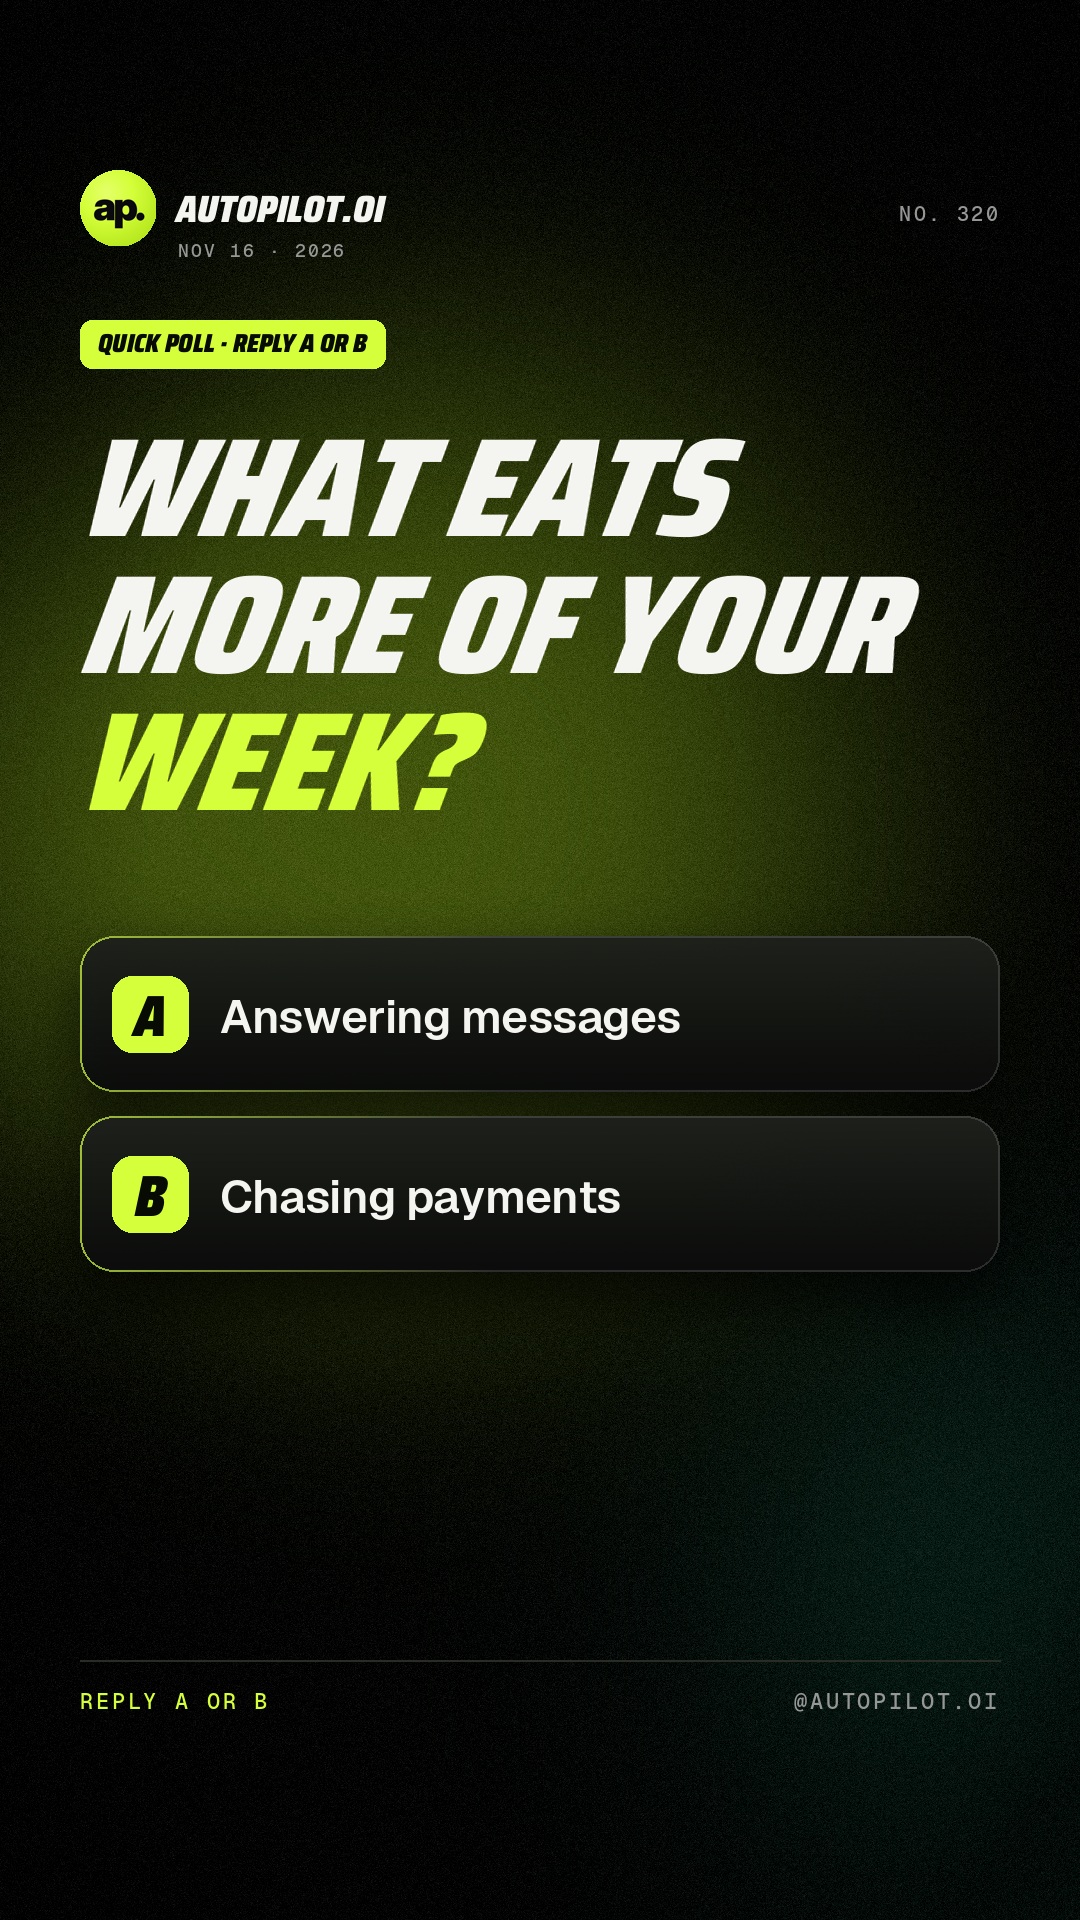 ap.
AUTOPILOT.OI
NOV 16 · 2026
NO. 320
QUICK POLL · REPLY A OR B
WHAT EATS
MORE OF YOUR
WEEK?
A
Answering messages
B
Chasing payments
REPLY A OR B
@AUTOPILOT.OI